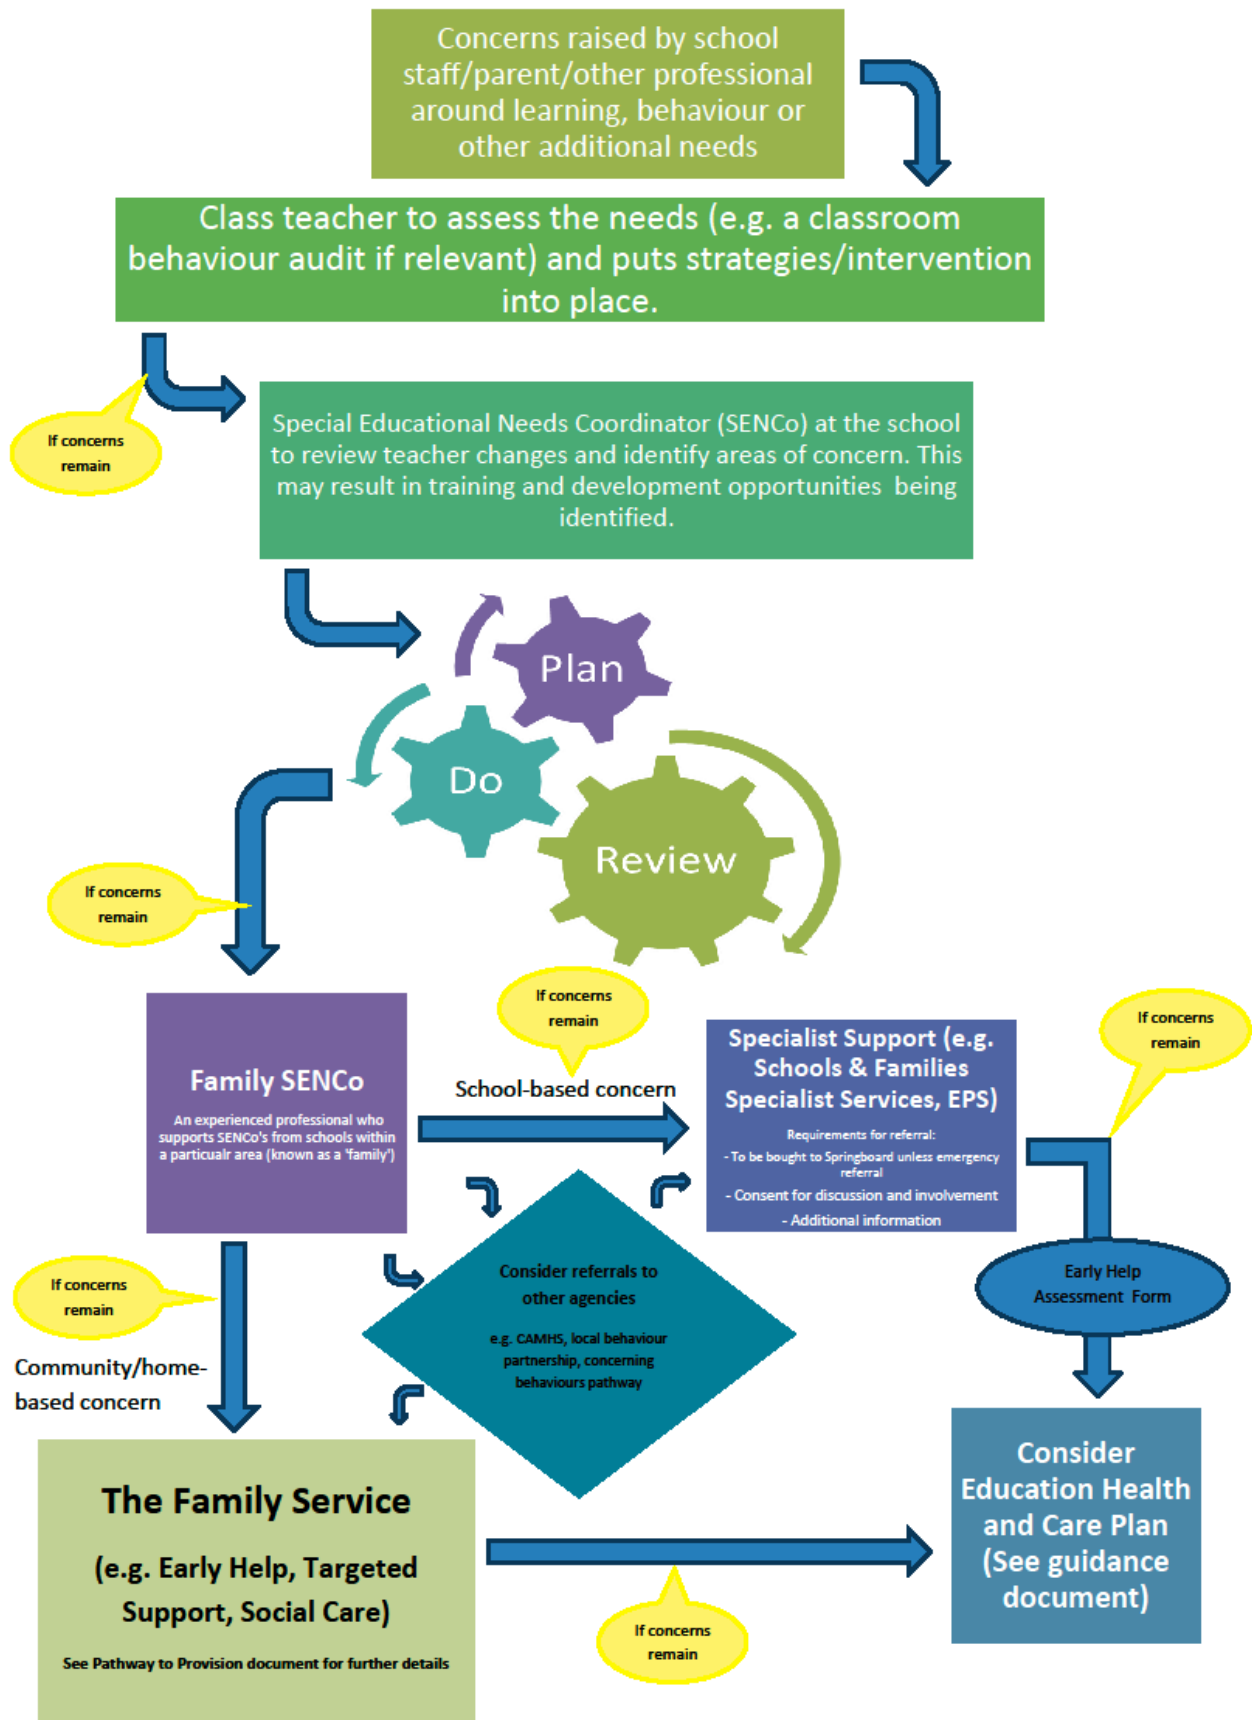 Concerns raised by school
staff/parent/other professional
around learning, behaviour or
other additional needs
Class teacher to assess the needs (e.g. a classroom
behaviour audit if relevant) and puts strategies/intervention
into place.
If concerns
remain
Special Educational Needs Coordinator (SENCo) at the school
to review teacher changes and identify areas of concern. This
may result in training and development opportunities being
identified.
Plan
Do
Review
If concerns
remain
Family SENCo
An experienced professional who
supports SENCo's from schools within
a particualr area (known as a 'family')
If concerns
remain
School-based concern
Specialist Support (e.g.
Schools & Families
Specialist Services, EPS)
Requirements for referral:
- To be bought to Springboard unless emergency
referral
- Consent for discussion and involvement
- Additional information
If concerns
remain
Early Help
Assessment Form
Consider referrals to
other agencies
e.g. CAMHS, local behaviour
partnership, concerning
behaviours pathway
If concerns
remain
Community/home-
based concern
The Family Service
(e.g. Early Help, Targeted
Support, Social Care)
See Pathway to Provision document for further details
If concerns
remain
Consider
Education Health
and Care Plan
(See guidance
document)